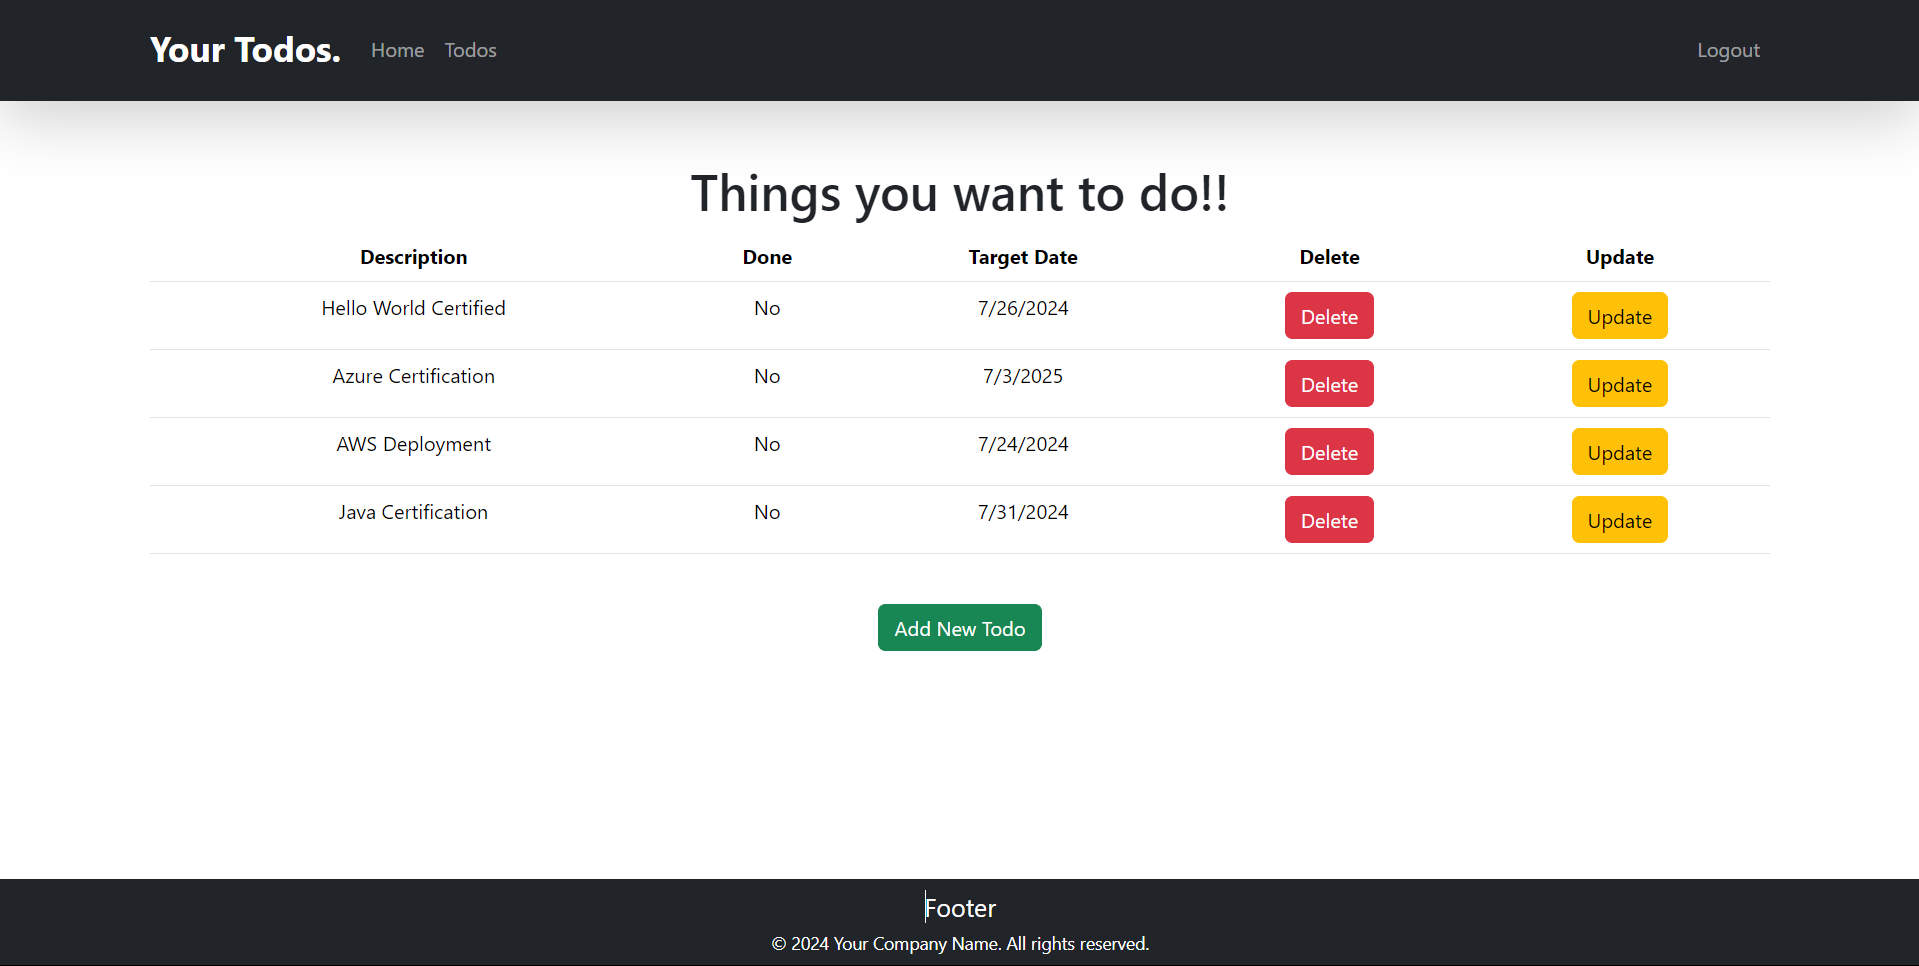 Your Todos. Home Todos Logout
Things you want to do!!
Description Done Target Date Delete Update
Hello World Certified No 7/26/2024 Delete Update
Azure Certification No 7/3/2025 Delete Update
AWS Deployment No 7/24/2024 Delete Update
Java Certification No 7/31/2024 Delete Update
Add New Todo
Footer
© 2024 Your Company Name. All rights reserved.